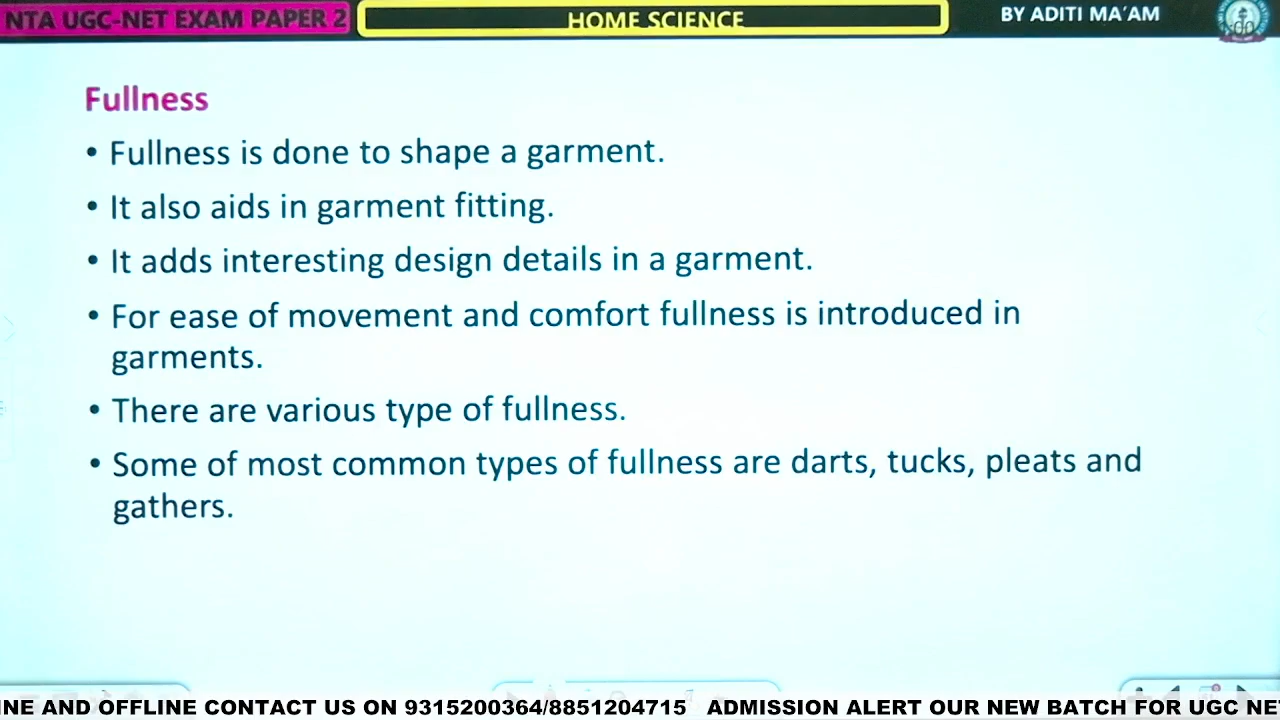 NTA UGC-NET EXAM PAPER 2
HOME SCIENCE
BY ADITI MA'AM
Fullness
• Fullness is done to shape a garment.
• It also aids in garment fitting.
• It adds interesting design details in a garment.
• For ease of movement and comfort fullness is introduced in
garments.
• There are various type of fullness.
• Some of most common types of fullness are darts, tucks, pleats and
gathers.
INE AND OFFLINE CONTACT US ON 9315200364/8851204715 ADMISSION ALERT OUR NEW BATCH FOR UGC NE